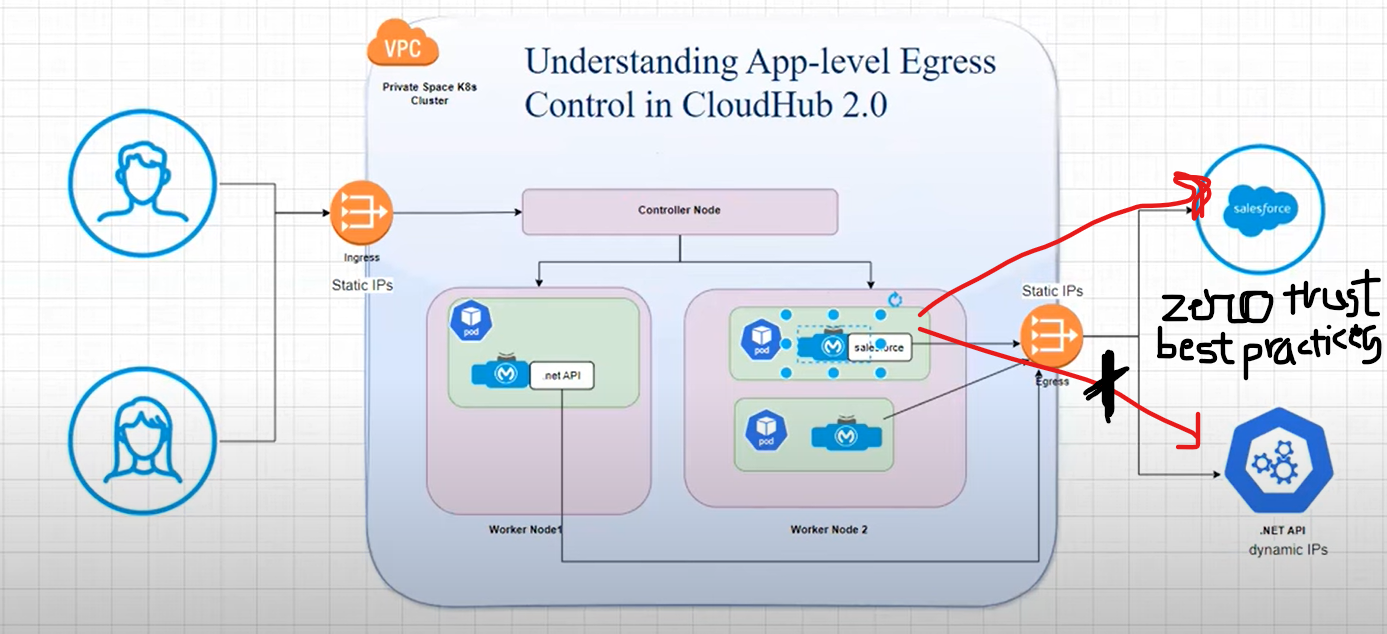 VPC
Private Space K8s
Cluster
Understanding App-level Egress
Control in CloudHub 2.0
Controller Node
Ingress
Static IPs
pod
.net API
Worker Node1
pod
salesforce
pod
Worker Node 2
Static IPs
Egress
salesforce
zero trust
best practices
.NET API
dynamic IPs